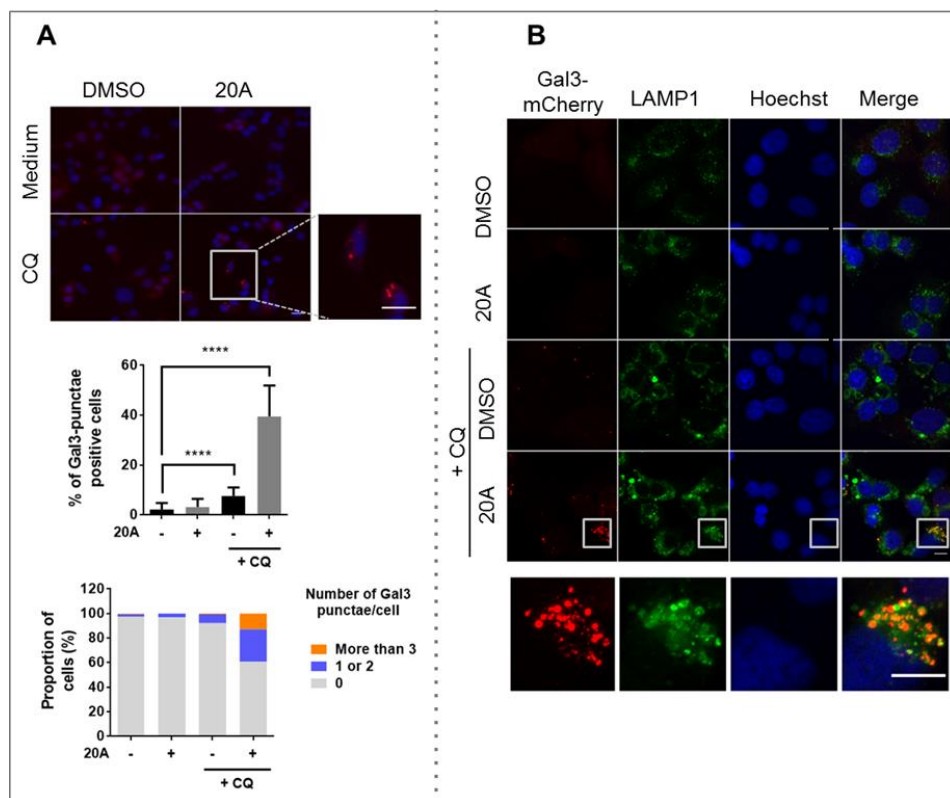 A
DMSO 20A
Medium
CQ
% of Gal3-punctae
positive cells
60
40
20
0
****
****
20A - + - +
+ CQ
Proportion of
cells (%)
120
100
80
60
40
20
0
Number of Gal3
punctae/cell
More than 3
1 or 2
0
20A - + - +
+ CQ
B
Gal3-
mCherry LAMP1 Hoechst Merge
DMSO
20A
+ CQ
DMSO
20A